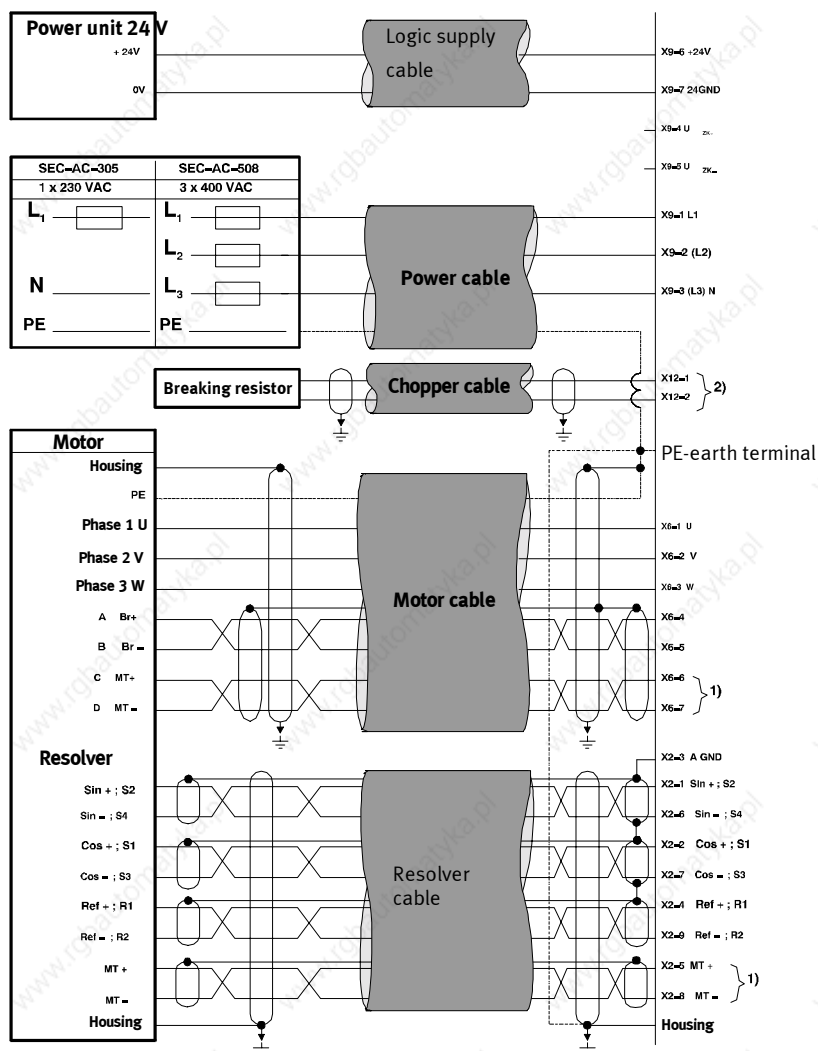 Power unit 24 V
+ 24V
0V
Logic supply
cable
X9–6 +24V
X9–7 24GND
X9–4 U ZK+
X9–5 U ZK–
SEC–AC–305
SEC–AC–508
1 x 230 VAC
3 x 400 VAC
L1
L1
L2
N
L3
PE
PE
Power cable
X9–1 L1
X9–2 (L2)
X9–3 (L3) N
Breaking resistor
Chopper cable
X12–1
X12–2
2)
PE-earth terminal
Motor
Housing
PE
Phase 1 U
Phase 2 V
Phase 3 W
A Br+
B Br –
C MT+
D MT –
Motor cable
X6–1 U
X6–2 V
X6–3 W
X6–4
X6–5
X6–6
X6–7
1)
Resolver
Sin + ; S2
Sin – ; S4
Cos + ; S1
Cos – ; S3
Ref + ; R1
Ref – ; R2
MT +
MT –
Housing
Resolver
cable
X2–3 A GND
X2–1 Sin + ; S2
X2–6 Sin – ; S4
X2–2 Cos + ; S1
X2–7 Cos – ; S3
X2–4 Ref + ; R1
X2–9 Ref – ; R2
X2–5 MT +
X2–8 MT –
1)
Housing
www.rgbautomatyka.pl